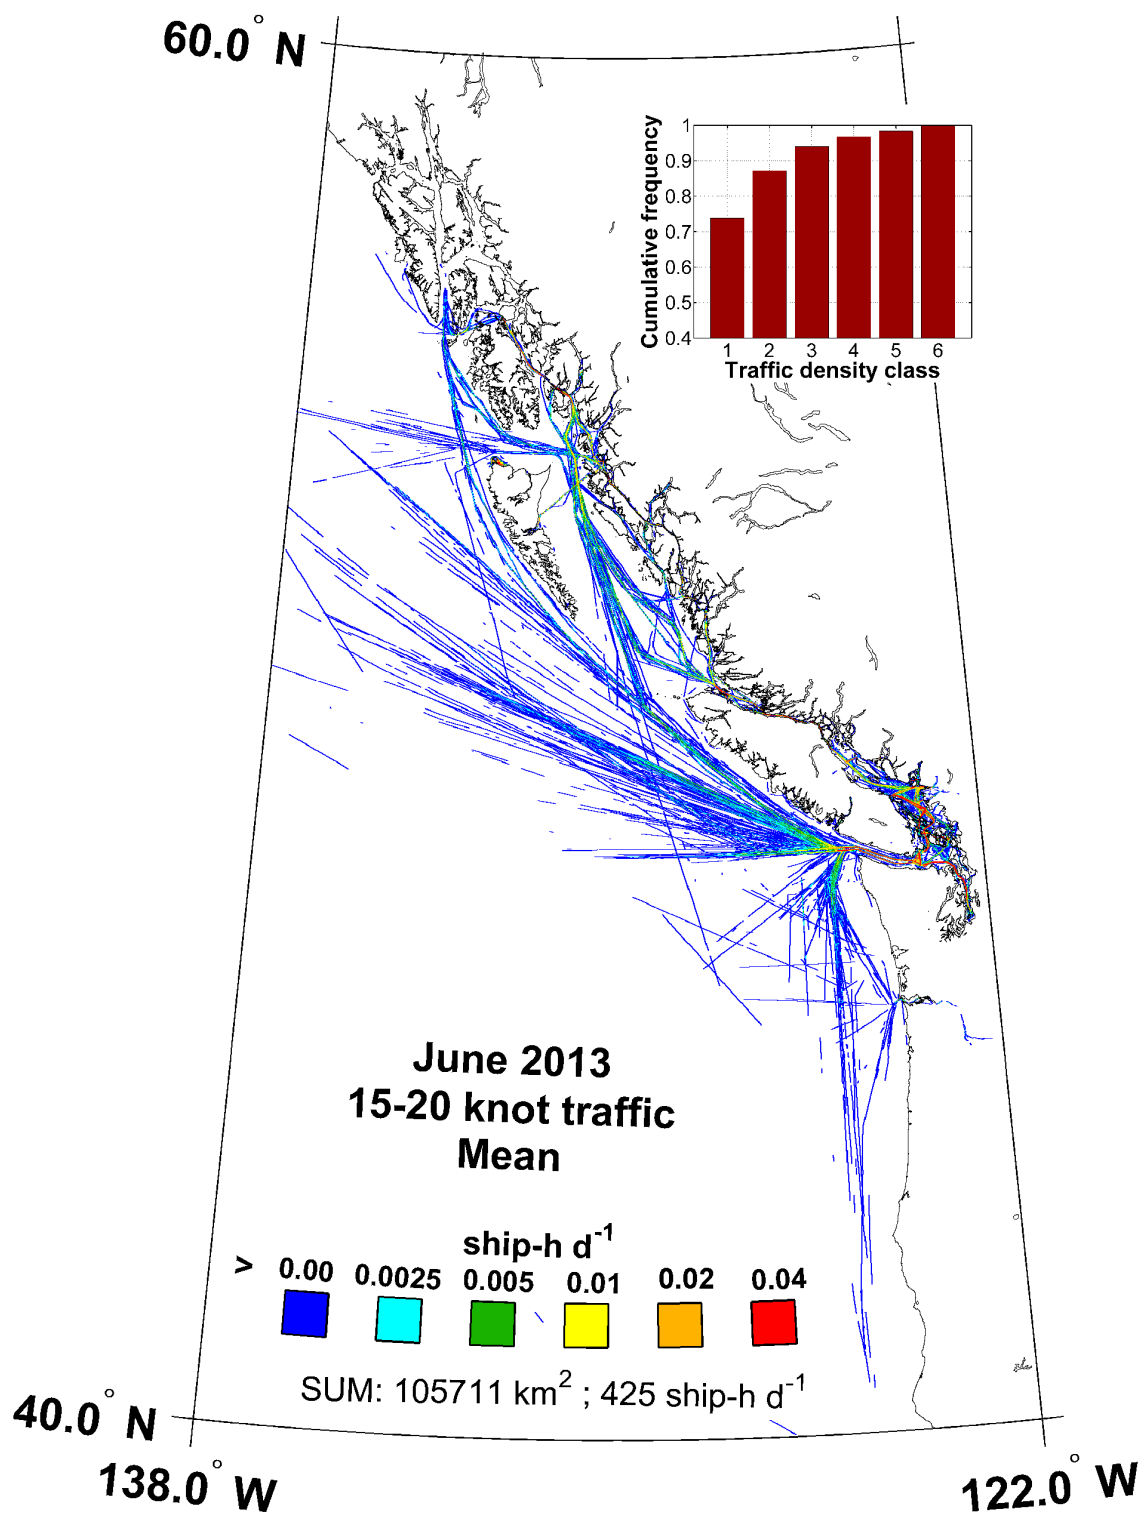 60.0° N
Cumulative frequency
1
0.9
0.8
0.7
0.6
0.5
0.4
1 2 3 4 5 6
Traffic density class
June 2013
15-20 knot traffic
Mean
ship-h d⁻¹
> 0.00 0.0025 0.005 0.01 0.02 0.04
SUM: 105711 km² ; 425 ship-h d⁻¹
40.0° N
138.0° W
122.0° W